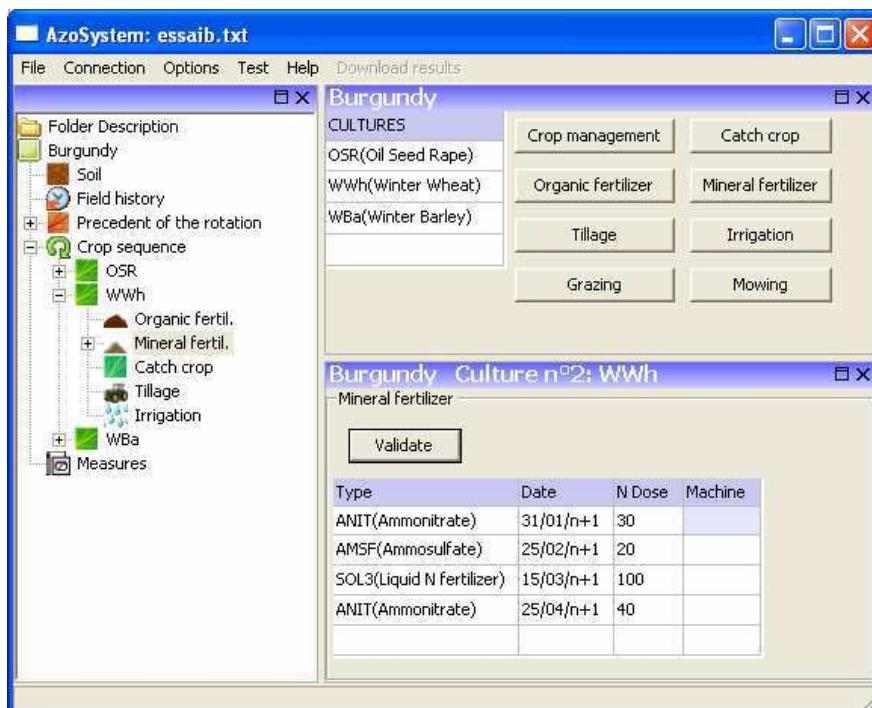 AzoSystem: essaib.txt
File Connection Options Test Help Download results
Folder Description
Burgundy
Soil
Field history
Precedent of the rotation
Crop sequence
OSR
WWh
Organic fertil.
Mineral fertil.
Catch crop
Tillage
Irrigation
WBa
Measures
Burgundy
CULTURES
OSR(Oil Seed Rape)
WWh(Winter Wheat)
WBa(Winter Barley)
Crop management Catch crop
Organic fertilizer Mineral fertilizer
Tillage Irrigation
Grazing Mowing
Burgundy Culture nº2: WWh
Mineral fertilizer
Validate
Type Date N Dose Machine
ANIT(Ammonitrate) 31/01/n+1 30
AMSF(Ammosulfate) 25/02/n+1 20
SOL3(Liquid N fertilizer) 15/03/n+1 100
ANIT(Ammonitrate) 25/04/n+1 40